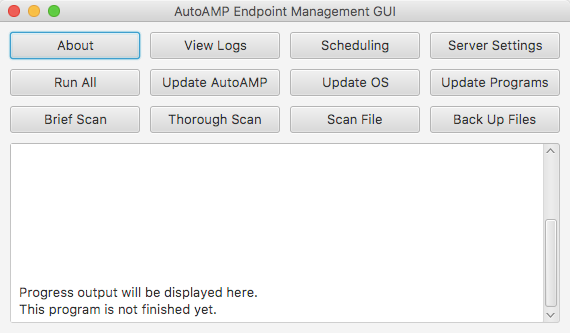 AutoAMP Endpoint Management GUI
About View Logs Scheduling Server Settings
Run All Update AutoAMP Update OS Update Programs
Brief Scan Thorough Scan Scan File Back Up Files
Progress output will be displayed here.
This program is not finished yet.